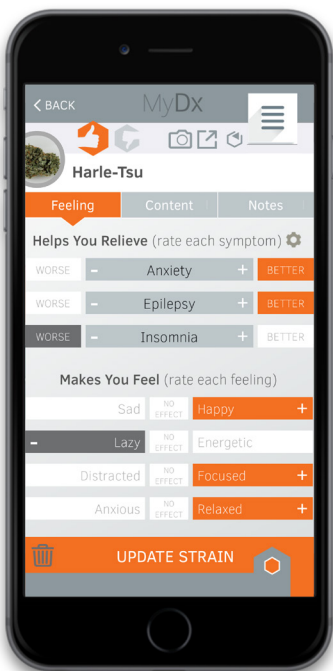 < BACK MyDx
Harle-Tsu
Feeling Content Notes
Helps You Relieve (rate each symptom)
WORSE - Anxiety + BETTER
WORSE - Epilepsy + BETTER
WORSE - Insomnia + BETTER
Makes You Feel (rate each feeling)
Sad NO EFFECT Happy +
- Lazy NO EFFECT Energetic
Distracted NO EFFECT Focused +
Anxious NO EFFECT Relaxed +
UPDATE STRAIN